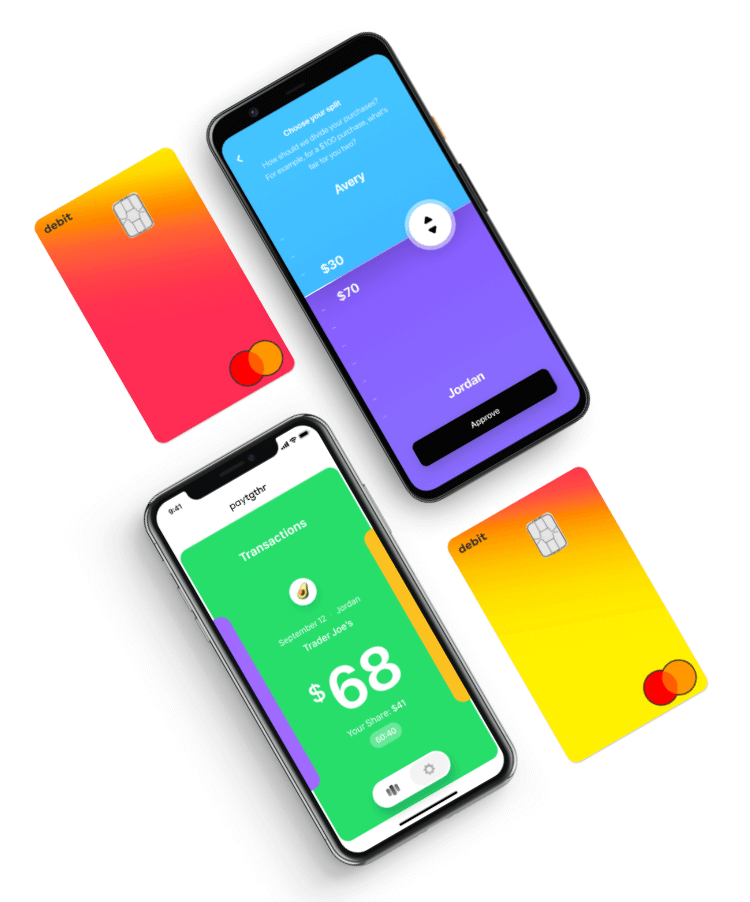 Choose your split
How should we divide your purchases?
For example, for a $100 purchase, what's
fair for you two?
Avery
debit
$30
$70
Jordan
Approve
9:41
paytgthr
Transactions
September 12 · Jordan
Trader Joe's
$68
Your Share: $41
60:40
debit